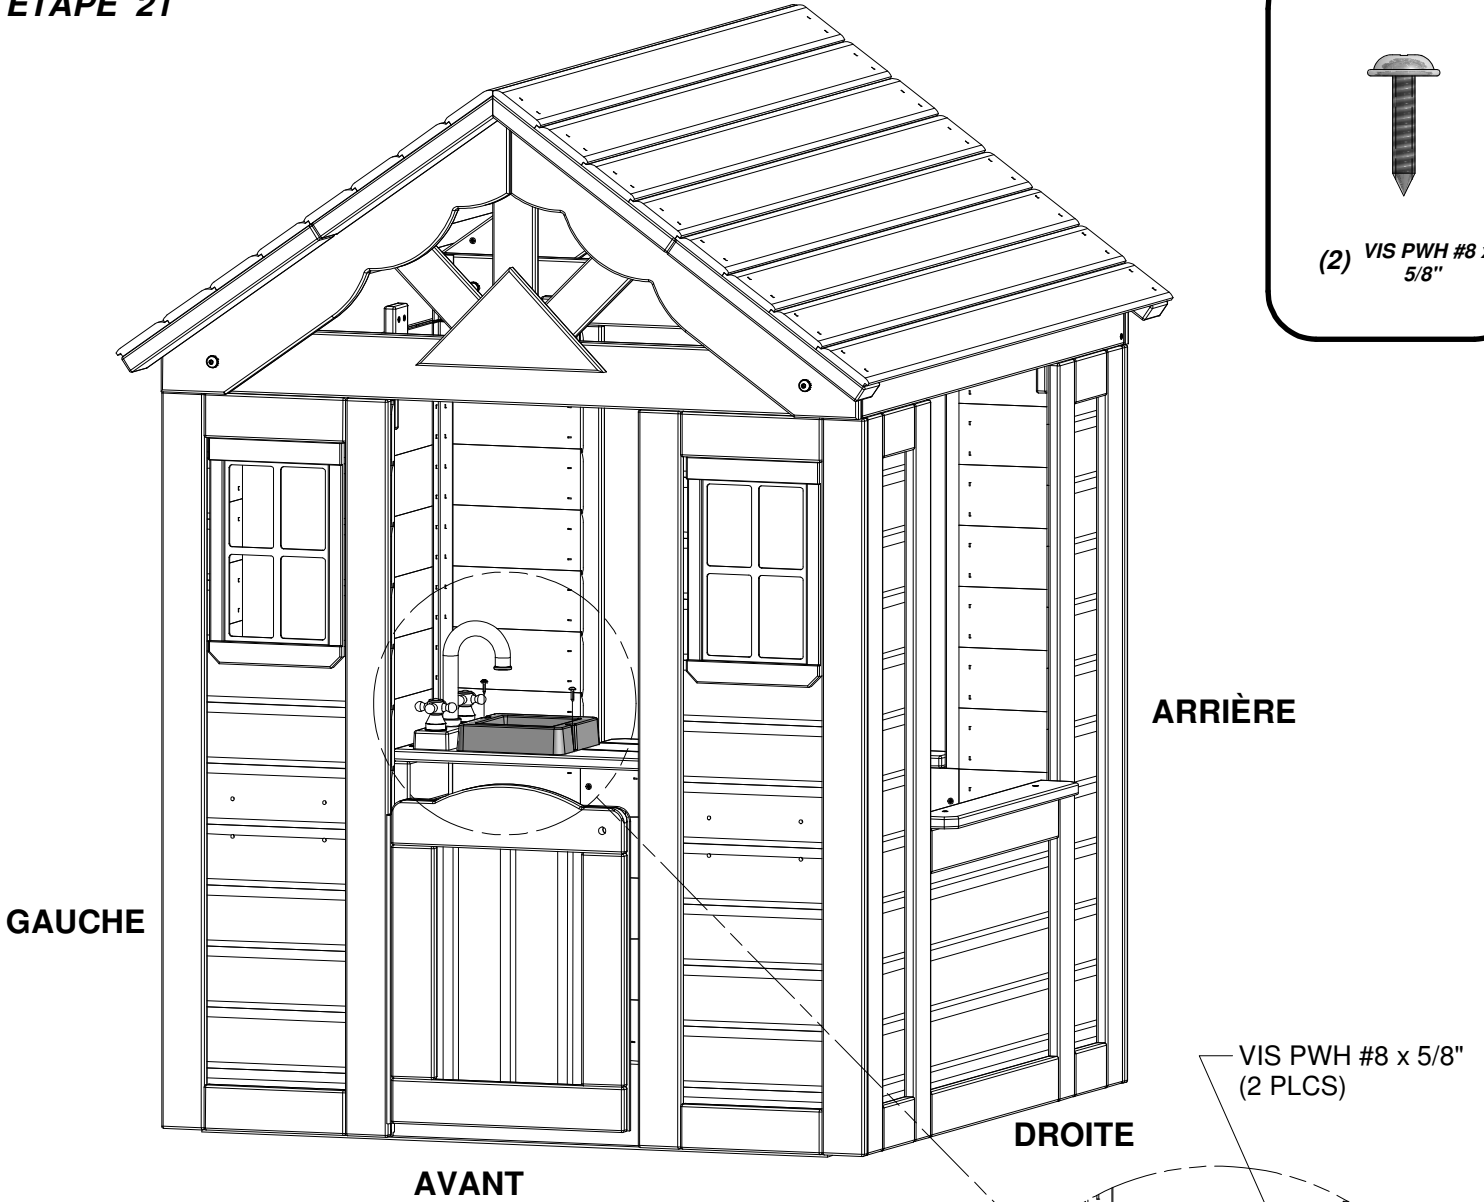 ÉTAPE 21
(2) VIS PWH #8 x
5/8"
ARRIÈRE
GAUCHE
VIS PWH #8 x 5/8"
(2 PLCS)
DROITE
AVANT